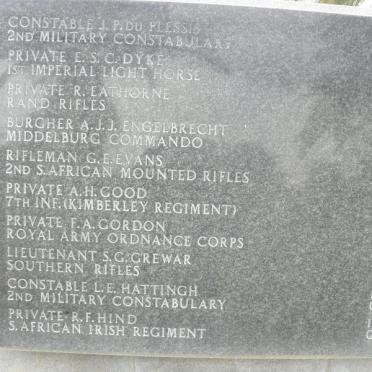 CONSTABLE J.P. DU PLESSIS
2ND MILITARY CONSTABULARY
PRIVATE E.S.C. DYKE
1ST IMPERIAL LIGHT HORSE
PRIVATE R. EATHORNE
RAND RIFLES
BURGHER A.J.J. ENGELBRECHT
MIDDELBURG COMMANDO
RIFLEMAN G.E. EVANS
2ND S. AFRICAN MOUNTED RIFLES
PRIVATE A.H. GOOD
7TH INF. (KIMBERLEY REGIMENT)
PRIVATE F.A. GORDON
ROYAL ARMY ORDNANCE CORPS
LIEUTENANT S.G. GREWAR
SOUTHERN RIFLES
CONSTABLE L.E. HATTINGH
2ND MILITARY CONSTABULARY
PRIVATE R.F. HIND
S. AFRICAN IRISH REGIMENT